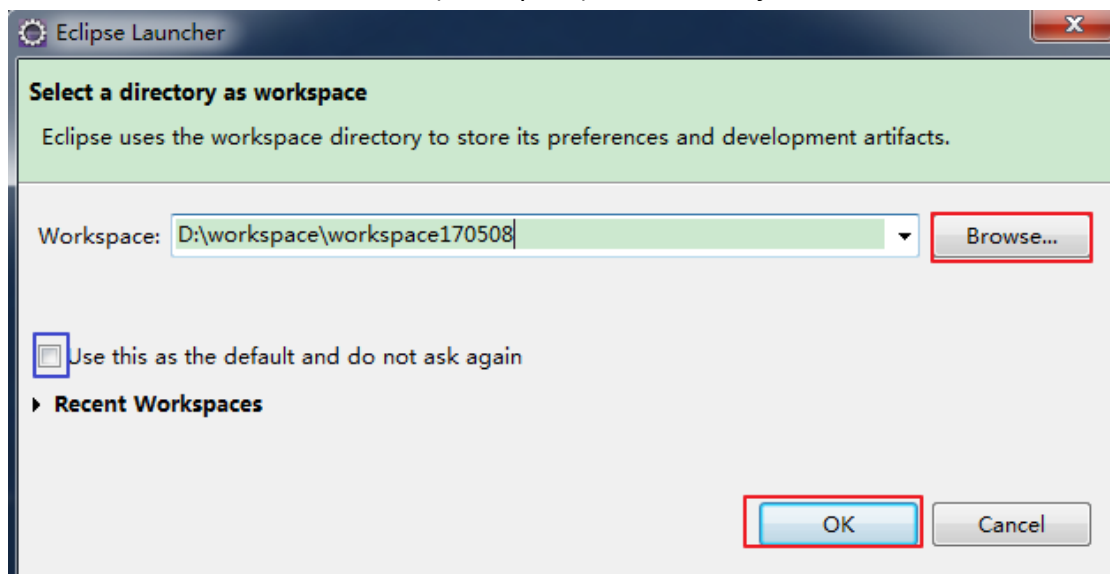 Eclipse Launcher
Select a directory as workspace
Eclipse uses the workspace directory to store its preferences and development artifacts.
Workspace: D:\workspace\workspace170508 Browse...
Use this as the default and do not ask again
Recent Workspaces
OK Cancel